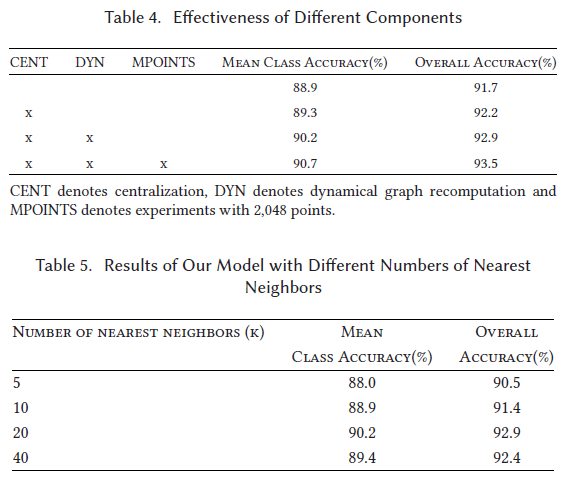 Table 4. Effectiveness of Different Components
CENT DYN MPOINTS MEAN CLASS ACCURACY(%) OVERALL ACCURACY(%)
88.9 91.7
x 89.3 92.2
x x 90.2 92.9
x x x 90.7 93.5
CENT denotes centralization, DYN denotes dynamical graph recomputation and
MPOINTS denotes experiments with 2,048 points.
Table 5. Results of Our Model with Different Numbers of Nearest
Neighbors
NUMBER OF NEAREST NEIGHBORS (K) MEAN OVERALL
CLASS ACCURACY(%) ACCURACY(%)
5 88.0 90.5
10 88.9 91.4
20 90.2 92.9
40 89.4 92.4